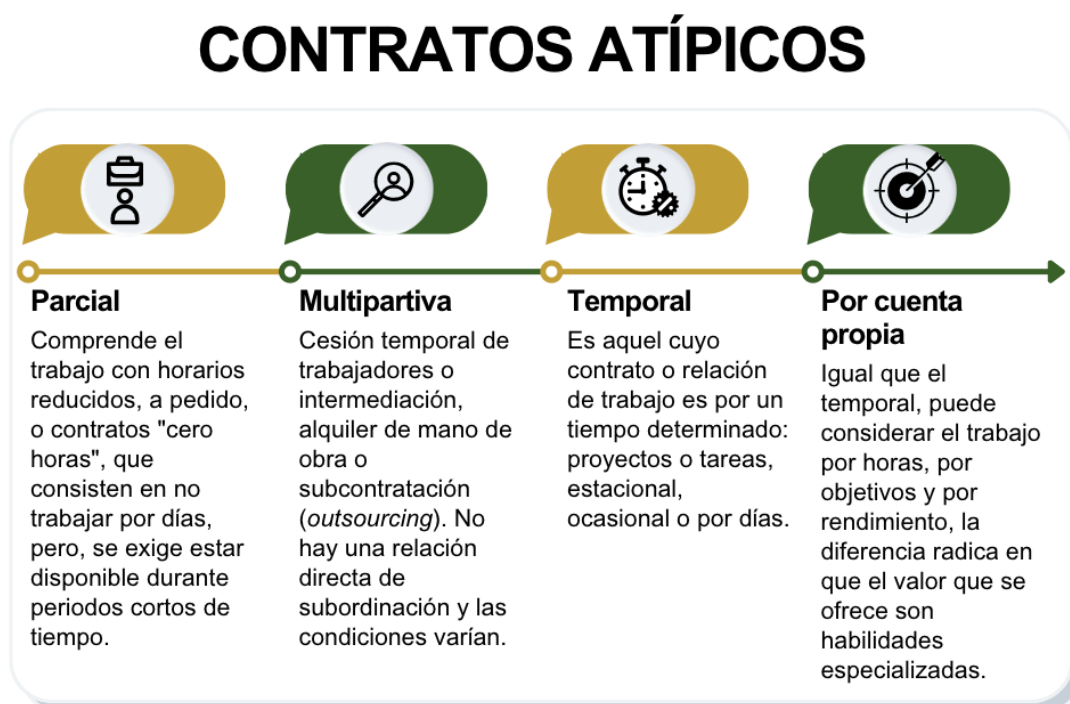 CONTRATOS ATÍPICOS
Parcial
Comprende el
trabajo con horarios
reducidos, a pedido,
o contratos "cero
horas", que
consisten en no
trabajar por días,
pero, se exige estar
disponible durante
periodos cortos de
tiempo.
Multipartiva
Cesión temporal de
trabajadores o
intermediación,
alquiler de mano de
obra o
subcontratación
(outsourcing). No
hay una relación
directa de
subordinación y las
condiciones varían.
Temporal
Es aquel cuyo
contrato o relación
de trabajo es por un
tiempo determinado:
proyectos o tareas,
estacional,
ocasional o por días.
Por cuenta
propia
Igual que el
temporal, puede
considerar el trabajo
por horas, por
objetivos y por
rendimiento, la
diferencia radica en
que el valor que se
ofrece son
habilidades
especializadas.